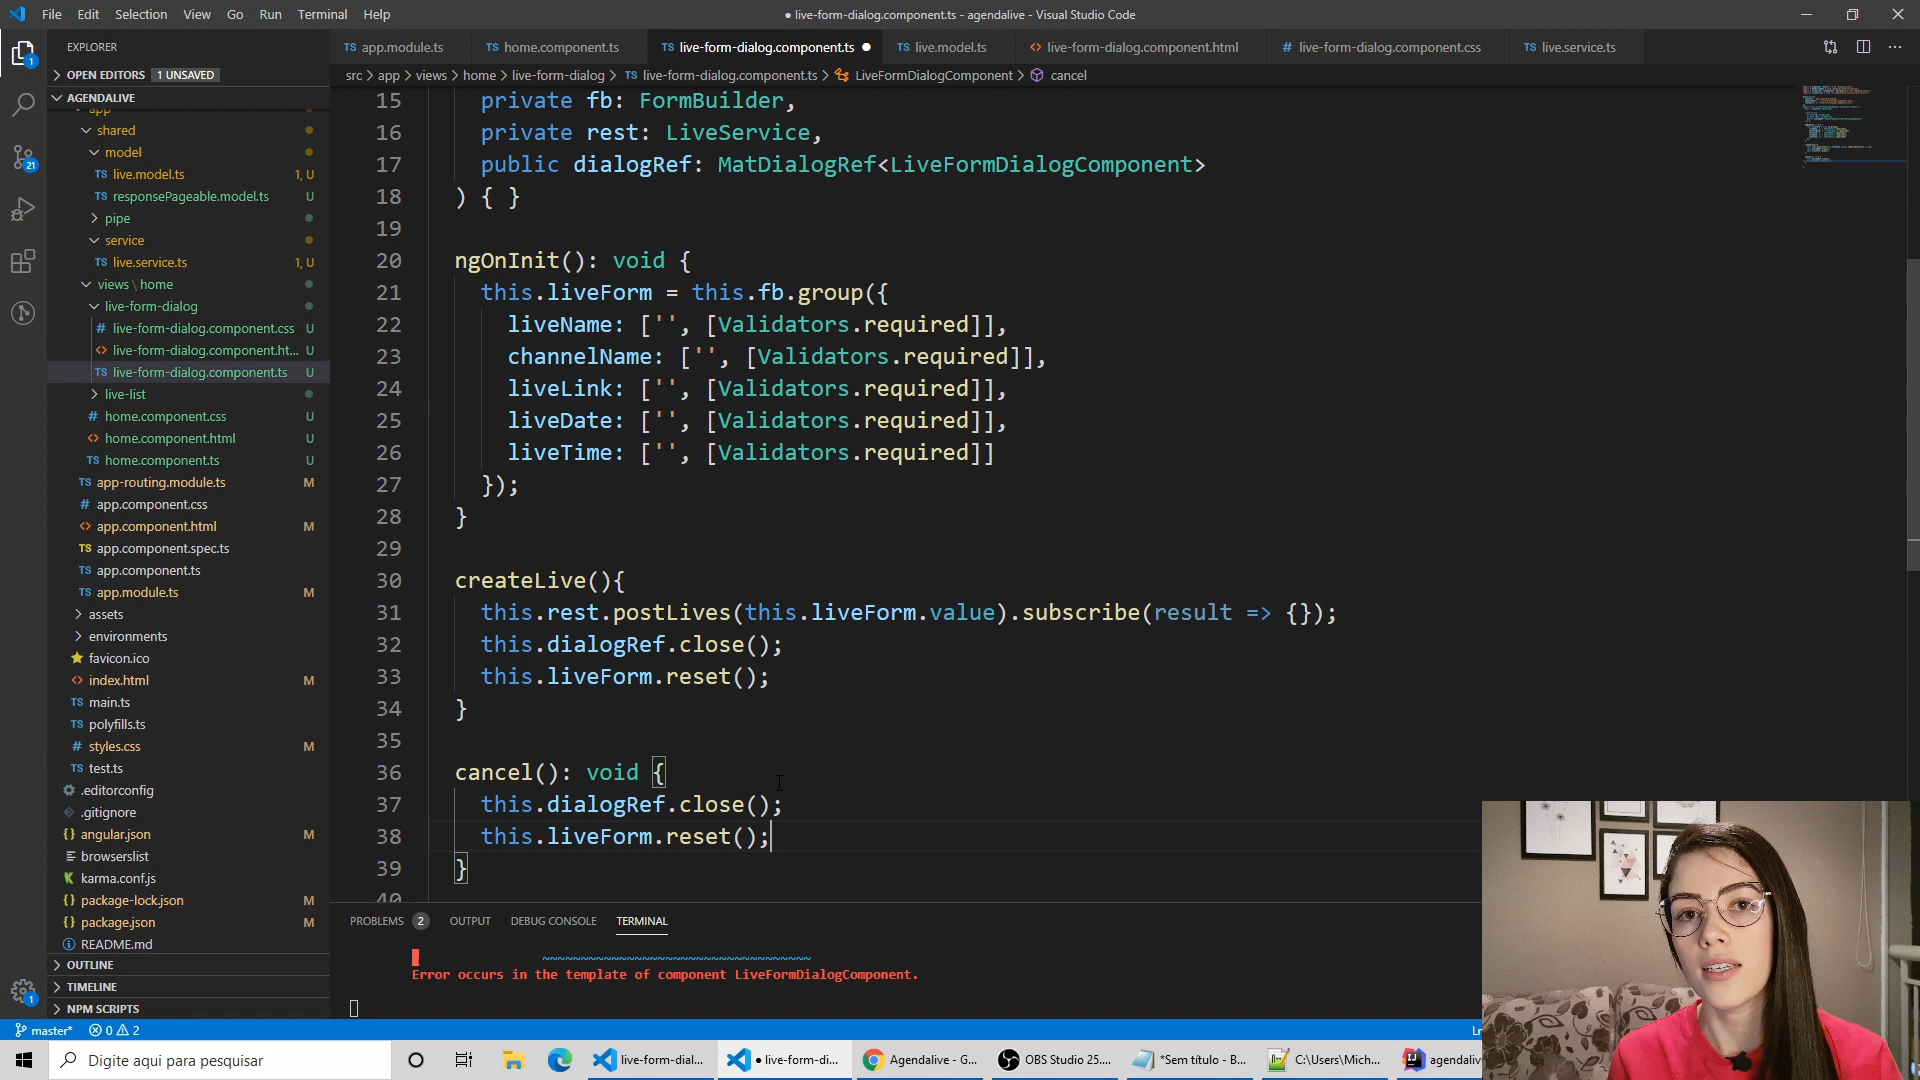 File Edit Selection View Go Run Terminal Help
● live-form-dialog.component.ts - agendalive - Visual Studio Code
EXPLORER
TS app.module.ts
TS home.component.ts
TS live-form-dialog.component.ts
TS live.model.ts
<> live-form-dialog.component.html
# live-form-dialog.component.css
TS live.service.ts
src > app > views > home > live-form-dialog > TS live-form-dialog.component.ts > LiveFormDialogComponent > cancel
OPEN EDITORS 1 UNSAVED
AGENDALIVE
app
shared
model
TS live.model.ts 1, U
TS responsePageable.model.ts U
pipe
service
TS live.service.ts 1, U
views \ home
live-form-dialog
# live-form-dialog.component.css U
<> live-form-dialog.component.ht... U
TS live-form-dialog.component.ts U
live-list
# home.component.css U
<> home.component.html U
TS home.component.ts U
TS app-routing.module.ts M
# app.component.css
<> app.component.html M
TS app.component.spec.ts
TS app.component.ts
TS app.module.ts M
assets
environments
favicon.ico
<> index.html M
TS main.ts
TS polyfills.ts
# styles.css M
TS test.ts
.editorconfig
.gitignore
{} angular.json M
browserslist
karma.conf.js
{} package-lock.json M
{} package.json M
README.md
OUTLINE
TIMELINE
NPM SCRIPTS
1
21
1
15 private fb: FormBuilder,
16 private rest: LiveService,
17 public dialogRef: MatDialogRef<LiveFormDialogComponent>
18 ) { }
19
20 ngOnInit(): void {
21 this.liveForm = this.fb.group({
22 liveName: ['', [Validators.required]],
23 channelName: ['', [Validators.required]],
24 liveLink: ['', [Validators.required]],
25 liveDate: ['', [Validators.required]],
26 liveTime: ['', [Validators.required]]
27 });
28 }
29
30 createLive(){
31 this.rest.postLives(this.liveForm.value).subscribe(result => {});
32 this.dialogRef.close();
33 this.liveForm.reset();
34 }
35
36 cancel(): void {
37 this.dialogRef.close();
38 this.liveForm.reset();
39 }
40
PROBLEMS 2 OUTPUT DEBUG CONSOLE TERMINAL
~~~~~~~~~~~~~~~~~~~~~~~~~~~~~~~~~~
Error occurs in the template of component LiveFormDialogComponent.
master* 0 2
Ln
Digite aqui para pesquisar
live-form-dial...
● live-form-di...
Agendalive - G...
OBS Studio 25....
*Sem título - B...
C:\Users\Mich...
agendaliv